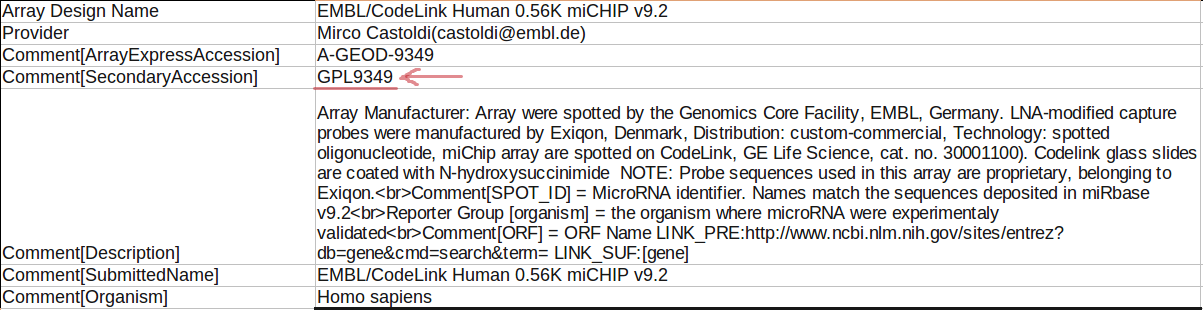 Array Design Name EMBL/CodeLink Human 0.56K miCHIP v9.2
Provider Mirco Castoldi(castoldi@embl.de)
Comment[ArrayExpressAccession] A-GEOD-9349
Comment[SecondaryAccession] GPL9349
Array Manufacturer: Array were spotted by the Genomics Core Facility, EMBL, Germany. LNA-modified capture
probes were manufactured by Exiqon, Denmark, Distribution: custom-commercial, Technology: spotted
oligonucleotide, miChip array are spotted on CodeLink, GE Life Science, cat. no. 30001100). Codelink glass slides
are coated with N-hydroxysuccinimide  NOTE: Probe sequences used in this array are proprietary, belonging to
Exiqon.<br>Comment[SPOT_ID] = MicroRNA identifier. Names match the sequences deposited in miRbase
v9.2<br>Reporter Group [organism] = the organism where microRNA were experimentaly
validated<br>Comment[ORF] = ORF Name LINK_PRE:http://www.ncbi.nlm.nih.gov/sites/entrez?
Comment[Description] db=gene&cmd=search&term= LINK_SUF:[gene]
Comment[SubmittedName] EMBL/CodeLink Human 0.56K miCHIP v9.2
Comment[Organism] Homo sapiens